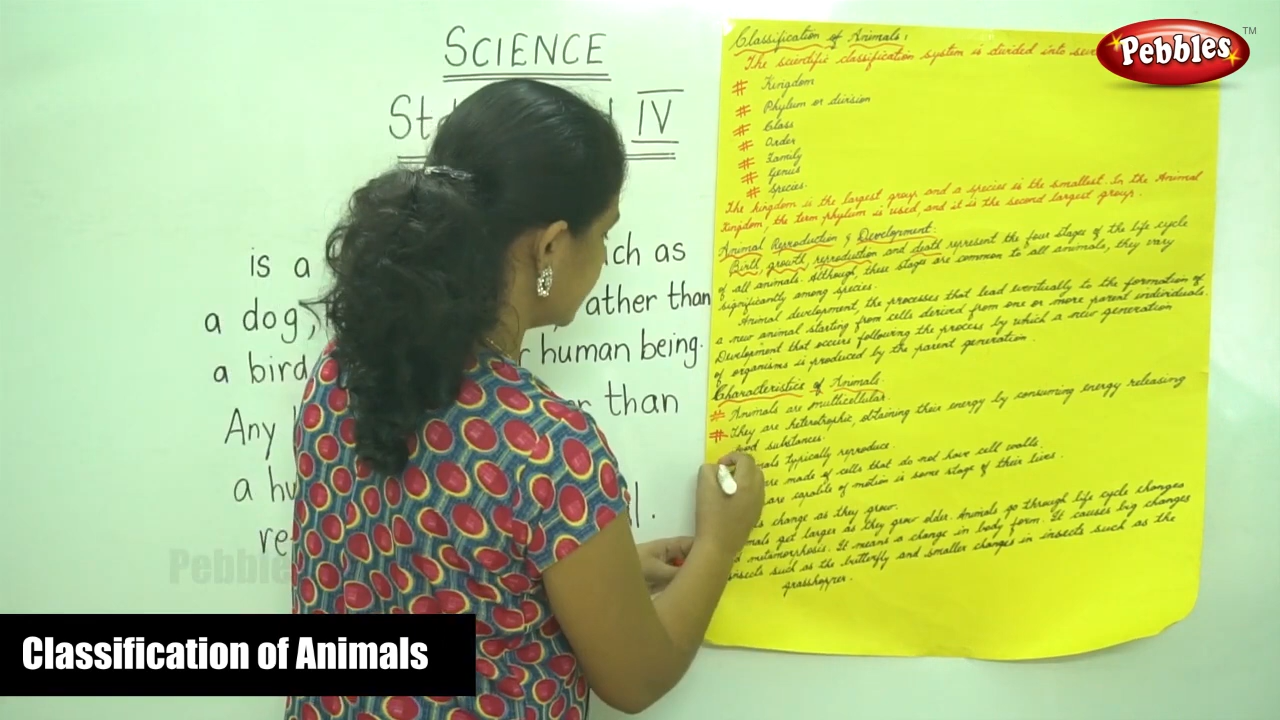 SCIENCE
IV
is a ch as
a dog, ather than
a bird r human being.
Any than
a hu l.
re
Classification of Animals,
The scientific classification system is divided into
# Kingdom
# Phylum or division
# Class
# Order
# Family
# Genus
# Species.
The kingdom is the largest group and a species is the smallest. In the Animal
Kingdom, the term phylum is used, and it is the second largest group.
Animal Reproduction & Development:
Birth, growth, reproduction and death represent the four stages of the life cycle
of all animals. Although, these stages are common to all animals, they vary
significantly among species.
Animal development, the processes that lead eventually to the formation of
a new animal starting from cells derived from one or more parent individuals.
Development that occurs following the process by which a new generation
of organisms is produced by the parent generation.
Characteristics of Animals.
# Animals are multicellular.
# They are heterotrophic, obtaining their energy by consuming energy releasing
food substances.
typically reproduce.
are made of cells that do not have cell walls.
are capable of motion is some stage of their lives.
change as they grow.
get larger as they grow older. Animals go through life cycle changes
metamorphosis. It means a change in body form. It causes big changes
insects such as the butterfly and smaller changes in insects such as the
grasshopper.
Pebbles™
Pebbles
Classification of Animals